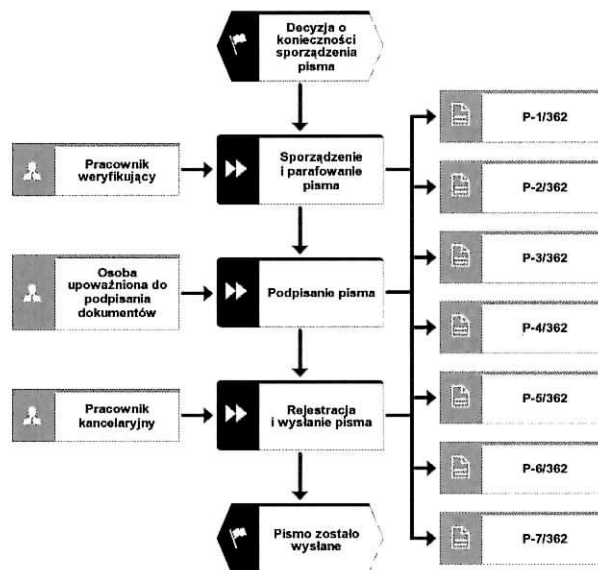 Decyzja o
konieczności
sporządzenia
pisma
P-1/362
Pracownik
weryfikujący
Sporządzenie
i parafowanie
pisma
P-2/362
P-3/362
Osoba
upoważniona do
podpisania
dokumentów
Podpisanie pisma
P-4/362
Pracownik
kancelaryjny
Rejestracja
i wysłanie pisma
P-5/362
P-6/362
Pismo zostało
wysłane
P-7/362